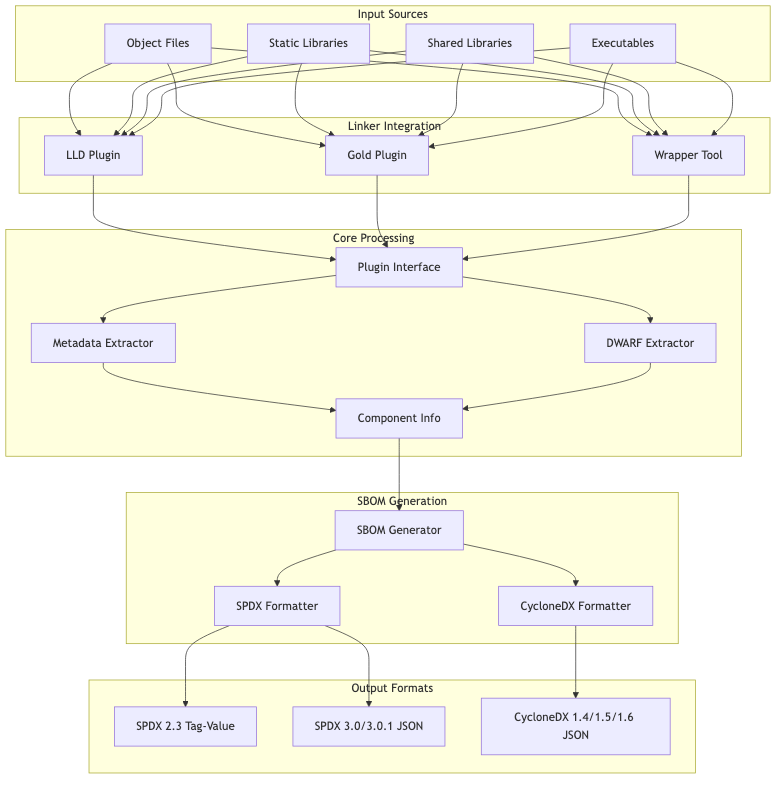 Input Sources
Object Files
Static Libraries
Shared Libraries
Executables
Linker Integration
LLD Plugin
Gold Plugin
Wrapper Tool
Core Processing
Plugin Interface
Metadata Extractor
DWARF Extractor
Component Info
SBOM Generation
SBOM Generator
SPDX Formatter
CycloneDX Formatter
Output Formats
SPDX 2.3 Tag-Value
SPDX 3.0/3.0.1 JSON
CycloneDX 1.4/1.5/1.6
JSON